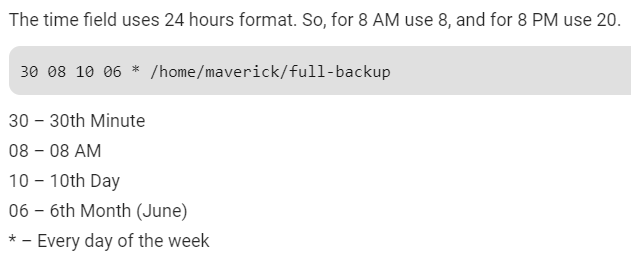 The time field uses 24 hours format. So, for 8 AM use 8, and for 8 PM use 20.
30 08 10 06 * /home/maverick/full-backup
30 – 30th Minute
08 – 08 AM
10 – 10th Day
06 – 6th Month (June)
* – Every day of the week